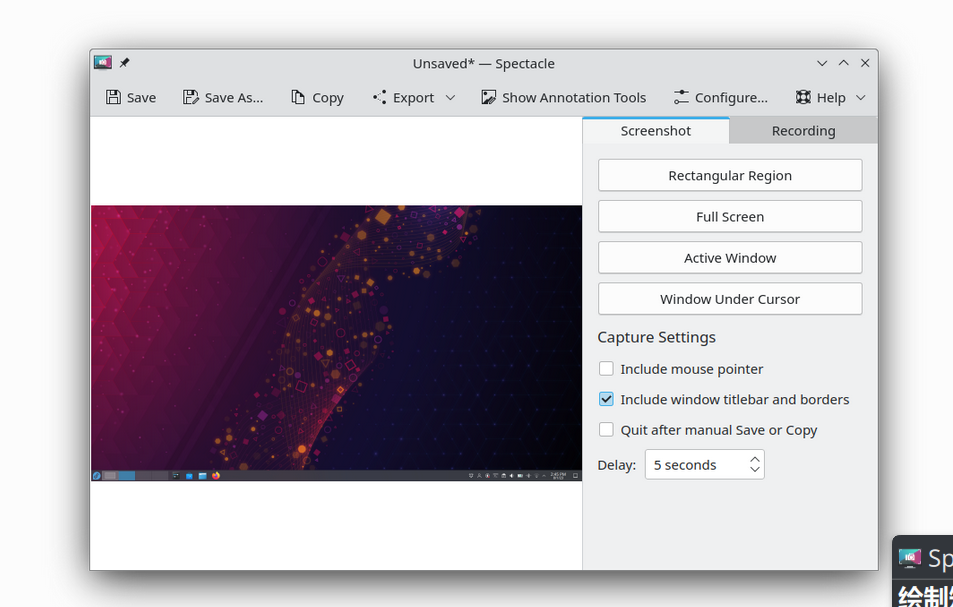 Unsaved* — Spectacle
Save Save As... Copy Export Show Annotation Tools Configure... Help
Screenshot Recording
Rectangular Region
Full Screen
Active Window
Window Under Cursor
Capture Settings
Include mouse pointer
Include window titlebar and borders
Quit after manual Save or Copy
Delay: 5 seconds
Sp
绘制